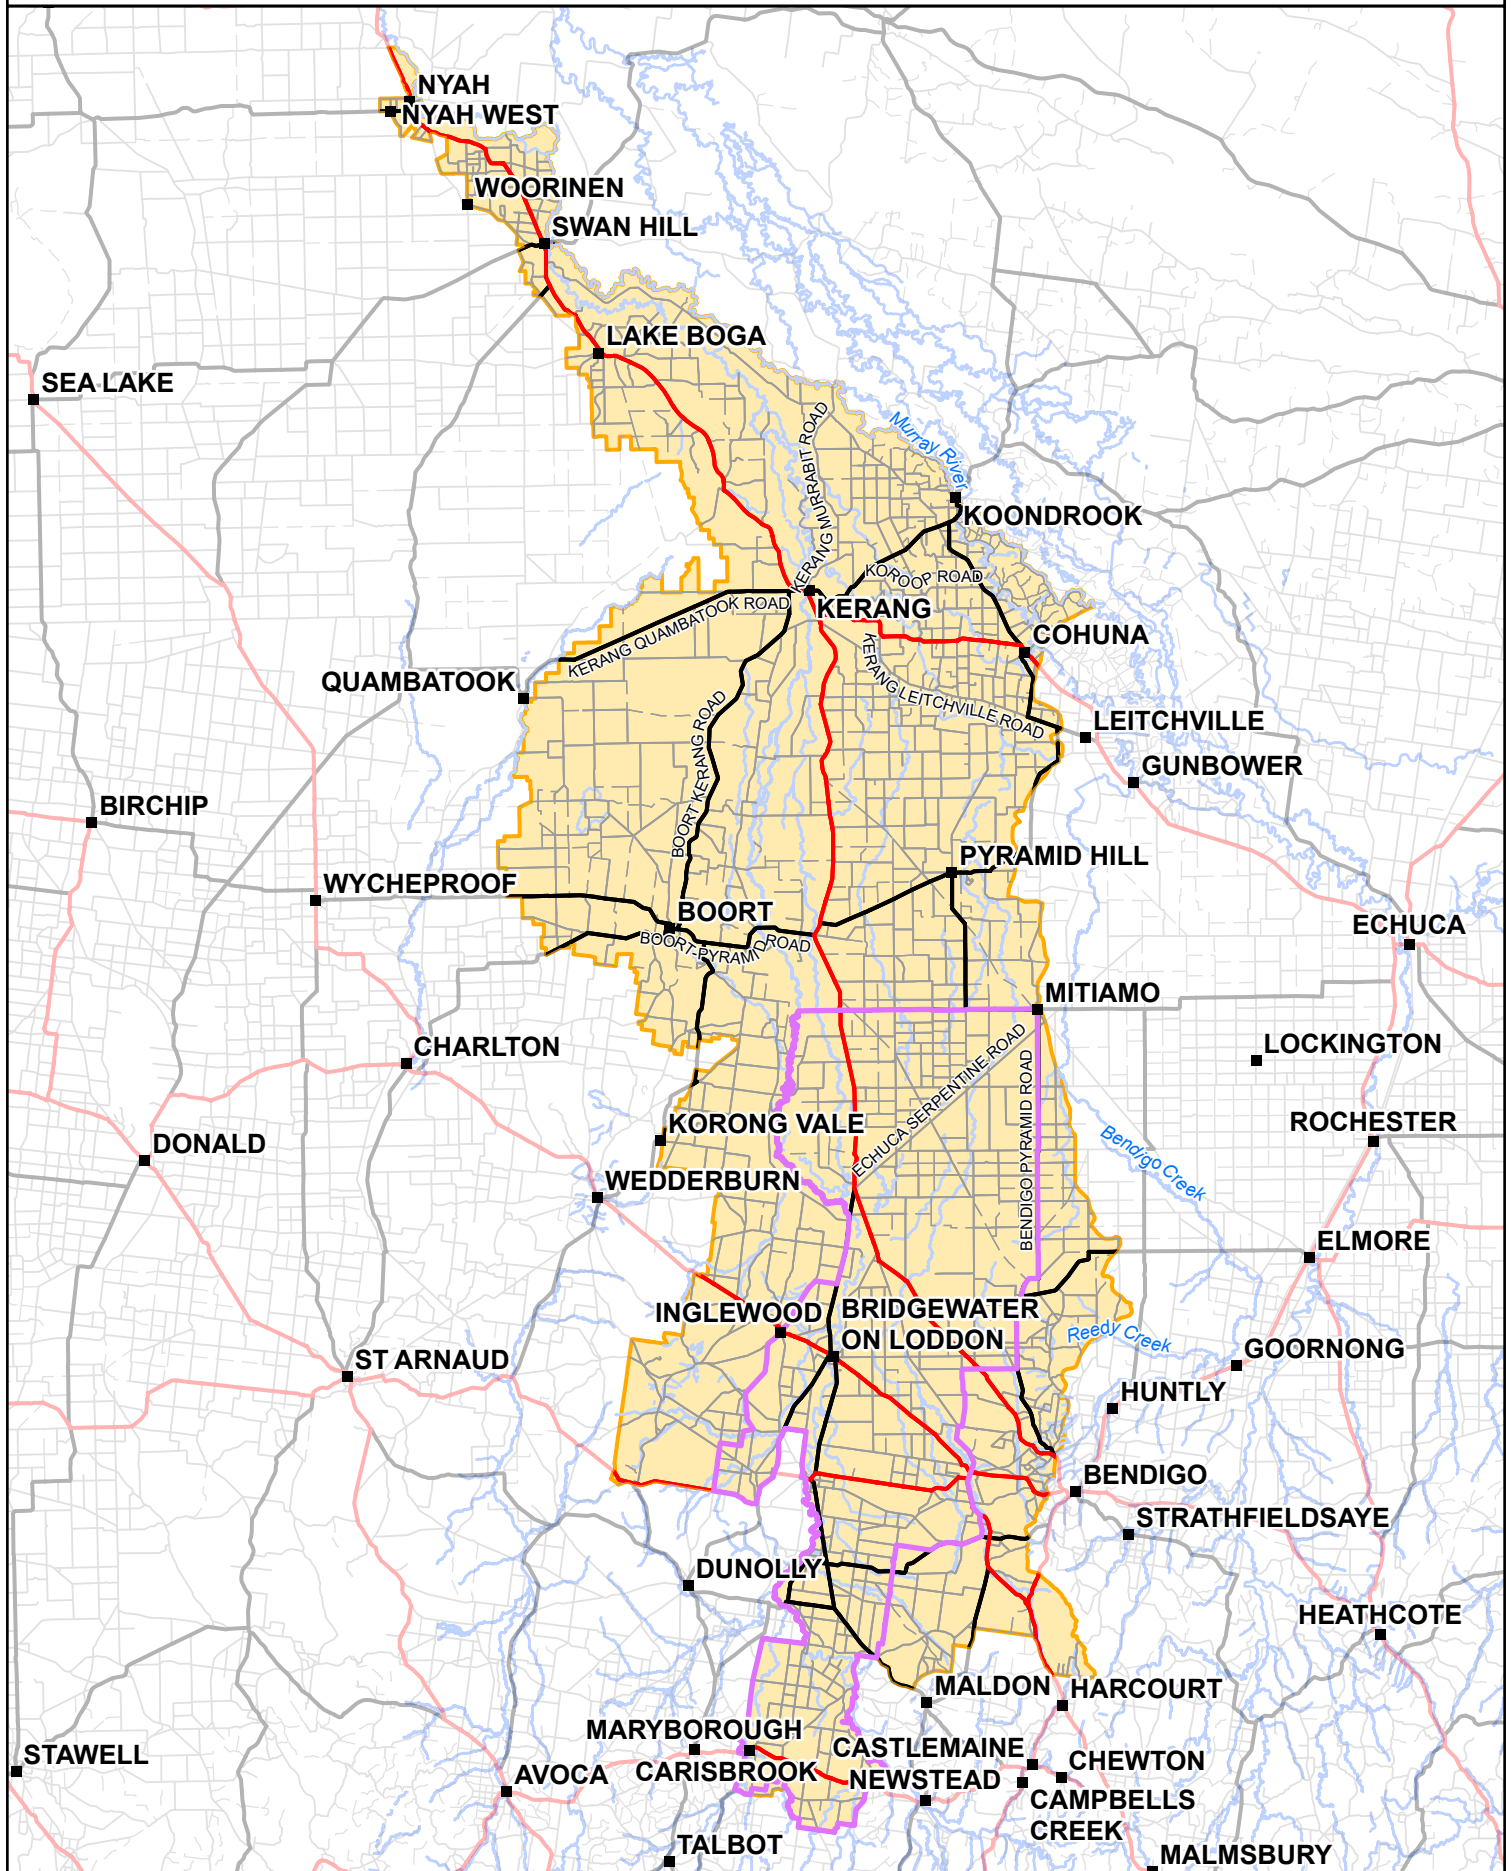 NYAH
NYAH WEST
WOORINEN
SWAN HILL
LAKE BOGA
SEA LAKE
KERANG MURRABIT ROAD
Murray River
KOONDROOK
KOROOP ROAD
KERANG
KERANG QUAMBATOOK ROAD
COHUNA
QUAMBATOOK
KERANG LEITCHVILLE ROAD
LEITCHVILLE
BOORT KERANG ROAD
GUNBOWER
BIRCHIP
PYRAMID HILL
WYCHEPROOF
BOORT
ECHUCA
BOORT-PYRAMID ROAD
MITIAMO
CHARLTON
LOCKINGTON
ECHUCA SERPENTINE ROAD
BENDIGO PYRAMID ROAD
KORONG VALE
ROCHESTER
DONALD
Bendigo Creek
WEDDERBURN
ELMORE
INGLEWOOD
BRIDGEWATER
ON LODDON
Reedy Creek
GOORNONG
ST ARNAUD
HUNTLY
BENDIGO
STRATHFIELDSAYE
DUNOLLY
HEATHCOTE
MALDON
HARCOURT
MARYBOROUGH
CASTLEMAINE
STAWELL
CHEWTON
AVOCA
CARISBROOK
NEWSTEAD
CAMPBELLS
CREEK
TALBOT
MALMSBURY